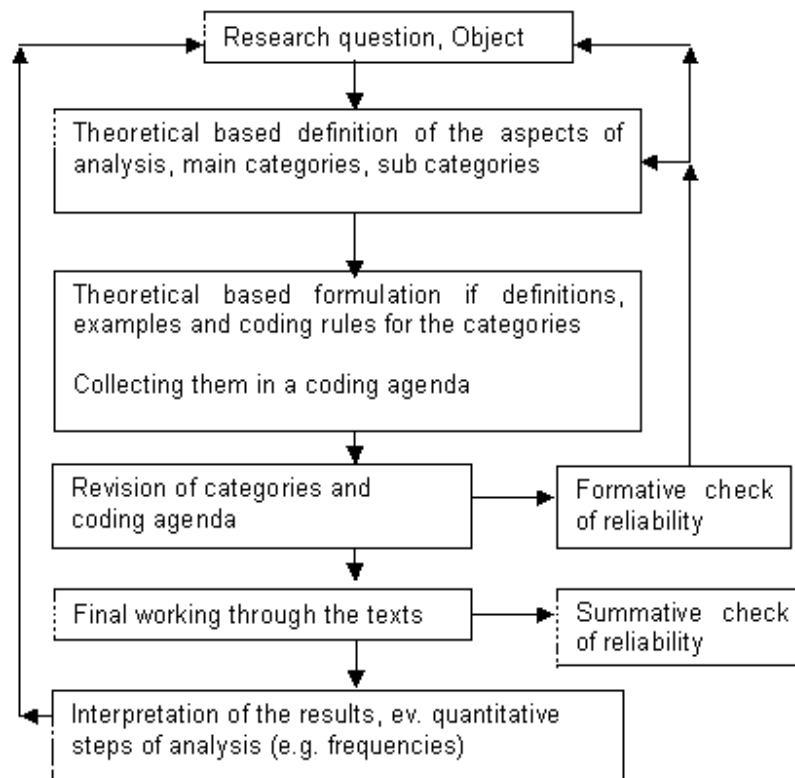 Research question, Object
Theoretical based definition of the aspects of
analysis, main categories, sub categories
Theoretical based formulation if definitions,
examples and coding rules for the categories
Collecting them in a coding agenda
Revision of categories and
coding agenda
Formative check
of reliability
Final working through the texts
Summative check
of reliability
Interpretation of the results, ev. quantitative
steps of analysis (e.g. frequencies)